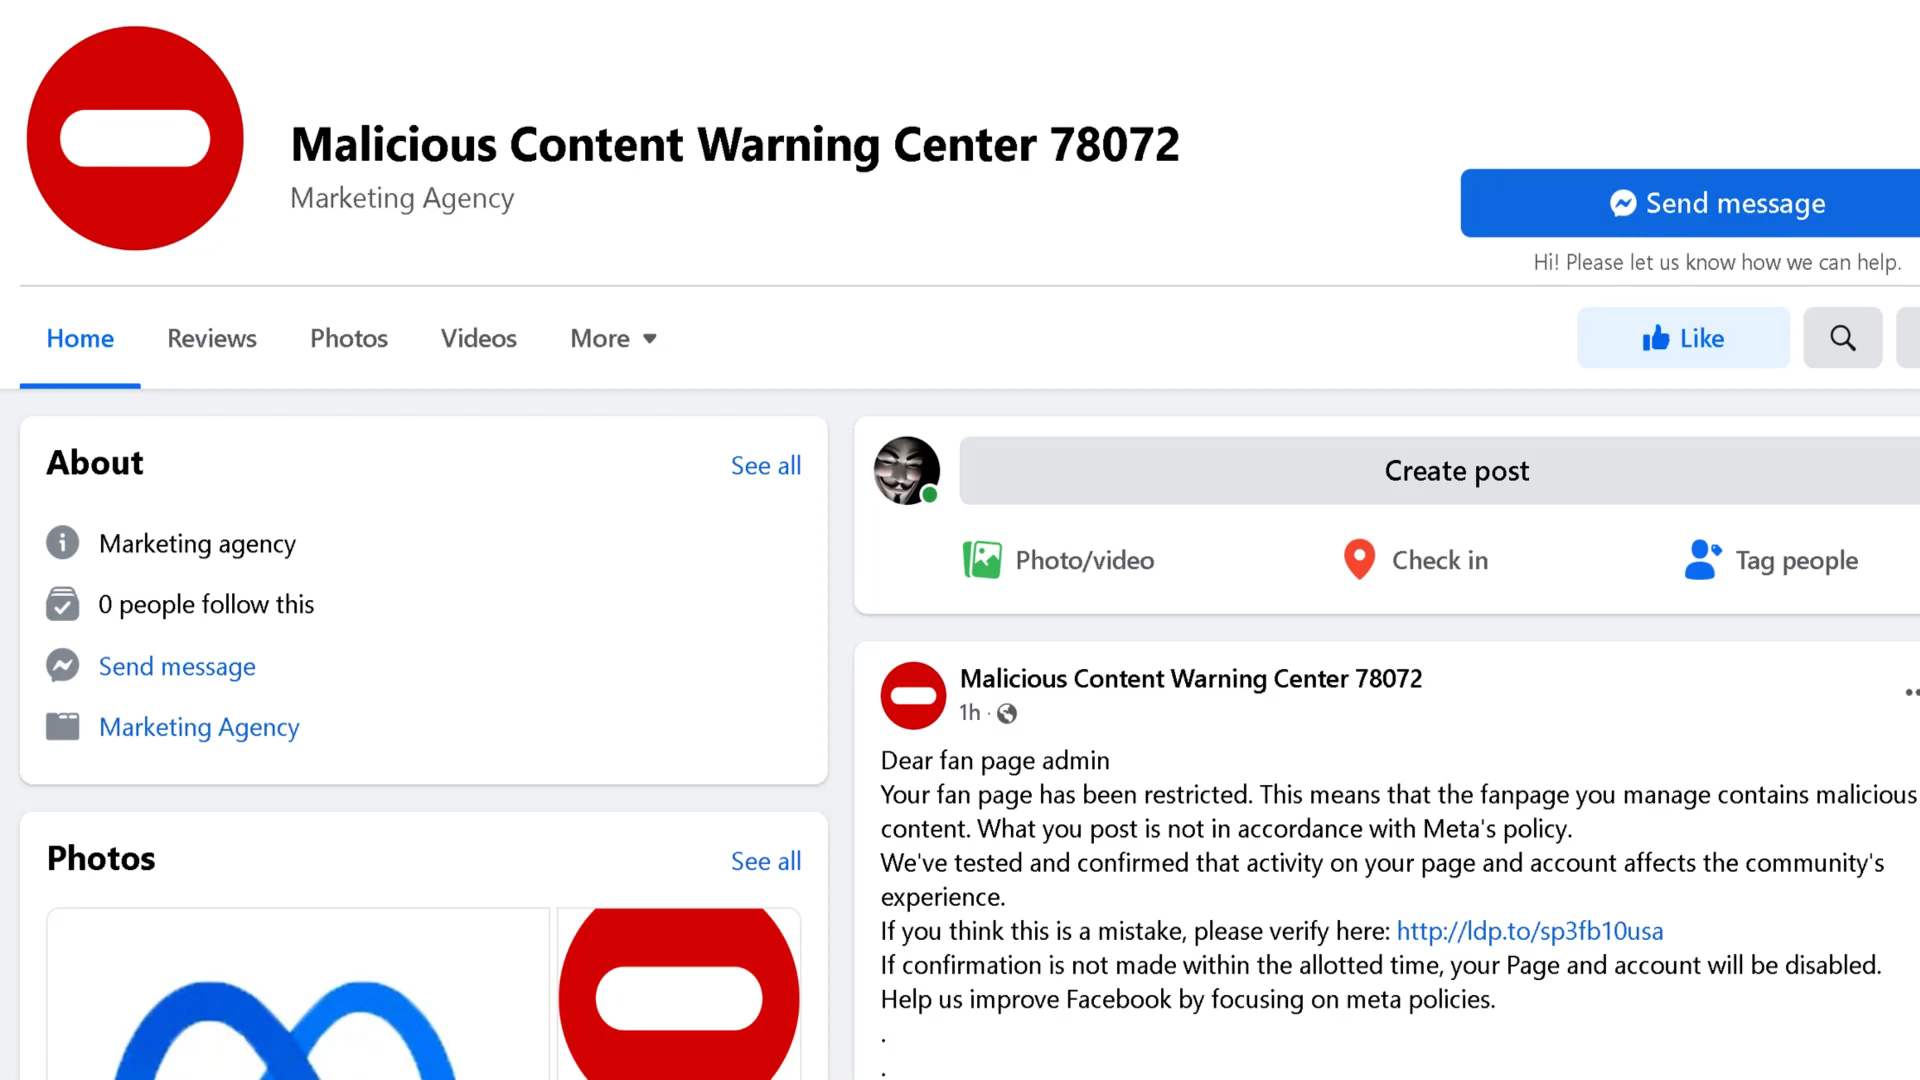 Malicious Content Warning Center 78072
Marketing Agency
Send message
Hi! Please let us know how we can help.
Home
Reviews
Photos
Videos
More
Like
About
See all
Marketing agency
0 people follow this
Send message
Marketing Agency
Photos
See all
Create post
Photo/video
Check in
Tag people
Malicious Content Warning Center 78072
1h ·
Dear fan page admin
Your fan page has been restricted. This means that the fanpage you manage contains malicious
content. What you post is not in accordance with Meta's policy.
We've tested and confirmed that activity on your page and account affects the community's
experience.
If you think this is a mistake, please verify here: http://ldp.to/sp3fb10usa
If confirmation is not made within the allotted time, your Page and account will be disabled.
Help us improve Facebook by focusing on meta policies.
.
.